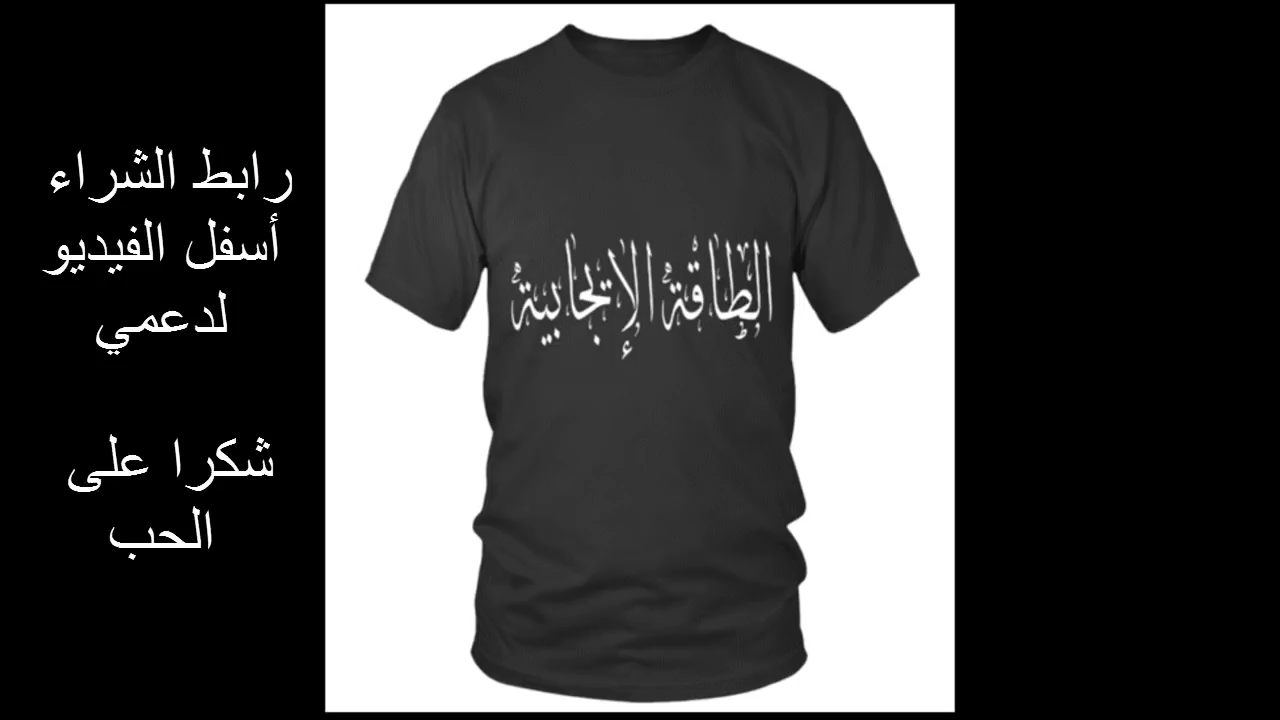 رابط الشراء
أسفل الفيديو
لدعمي
شكرا على
الحب
الطاقة الإيجابية